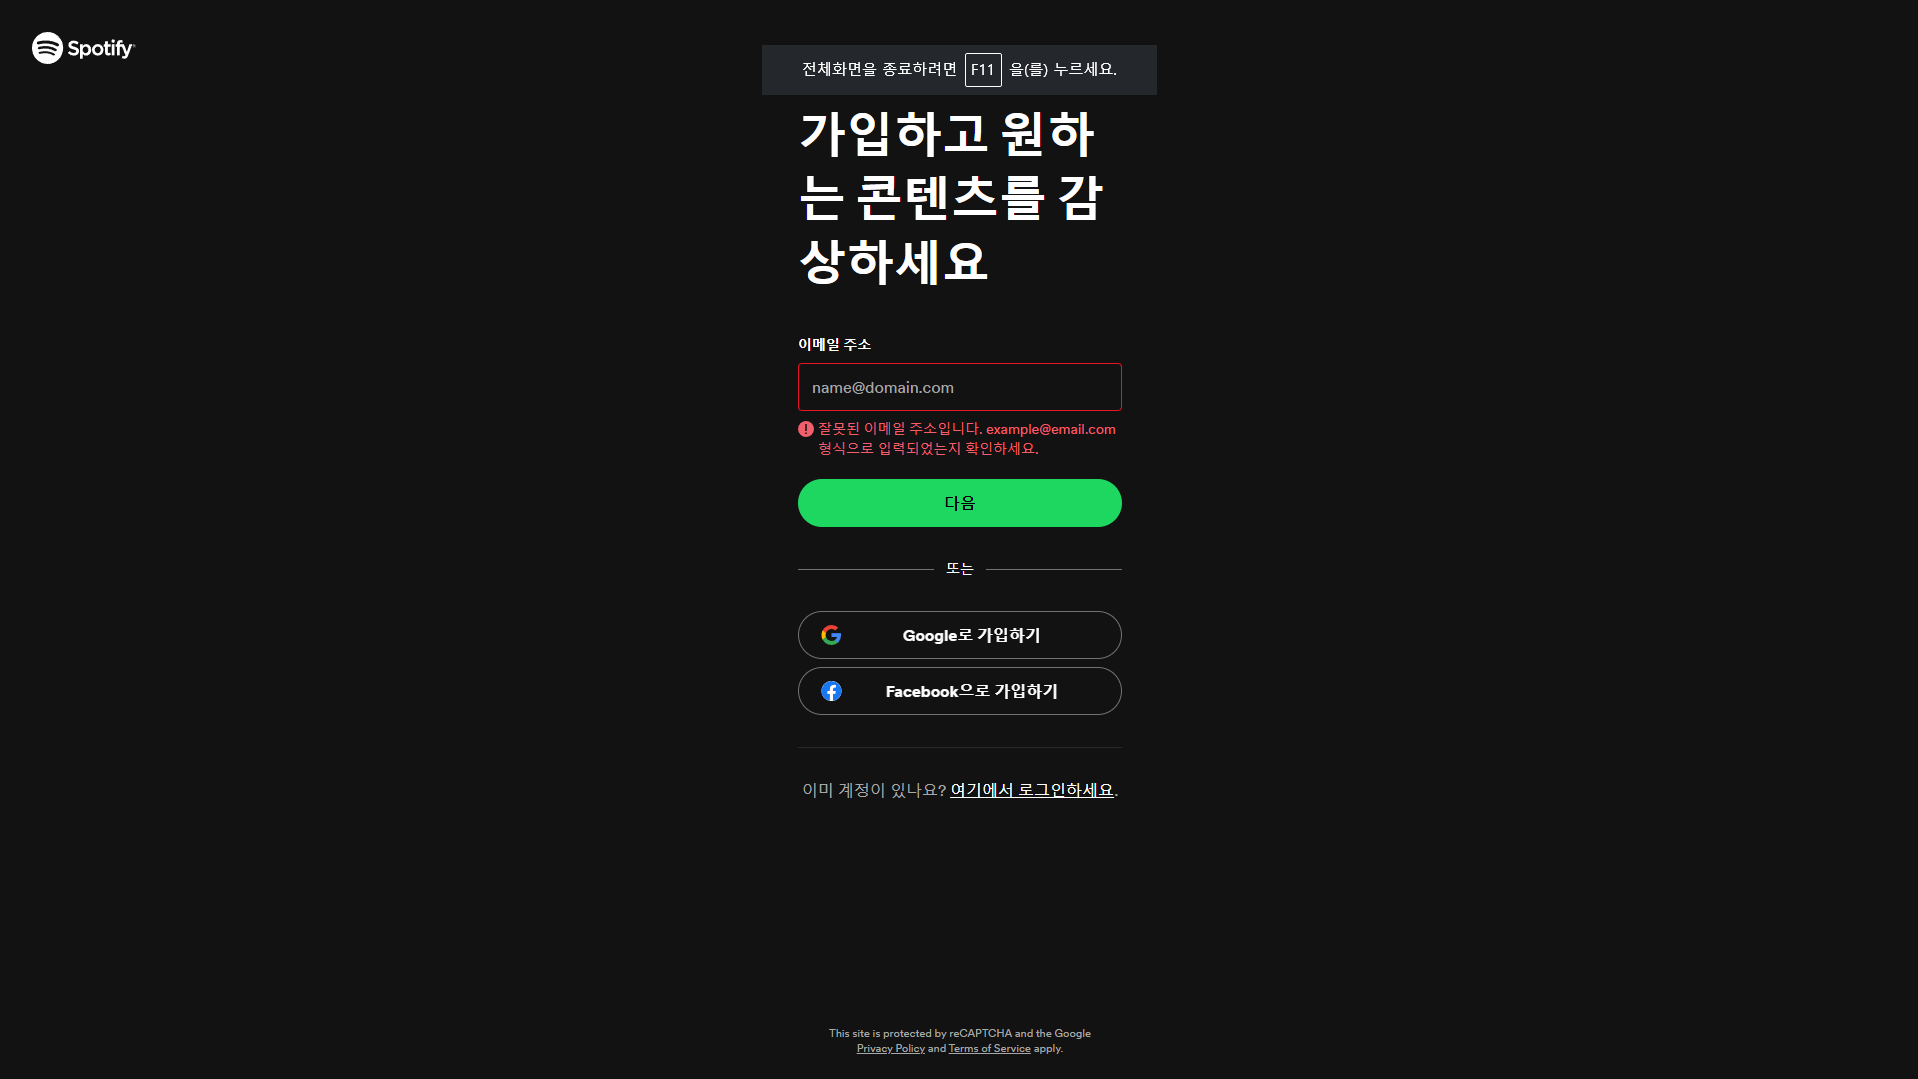 Spotify
전체화면을 종료하려면 F11 을(를) 누르세요.
가입하고 원하
는 콘텐츠를 감
상하세요
이메일 주소
name@domain.com
잘못된 이메일 주소입니다. example@email.com
형식으로 입력되었는지 확인하세요.
다음
또는
Google로 가입하기
Facebook으로 가입하기
이미 계정이 있나요? 여기에서 로그인하세요.
This site is protected by reCAPTCHA and the Google
Privacy Policy and Terms of Service apply.